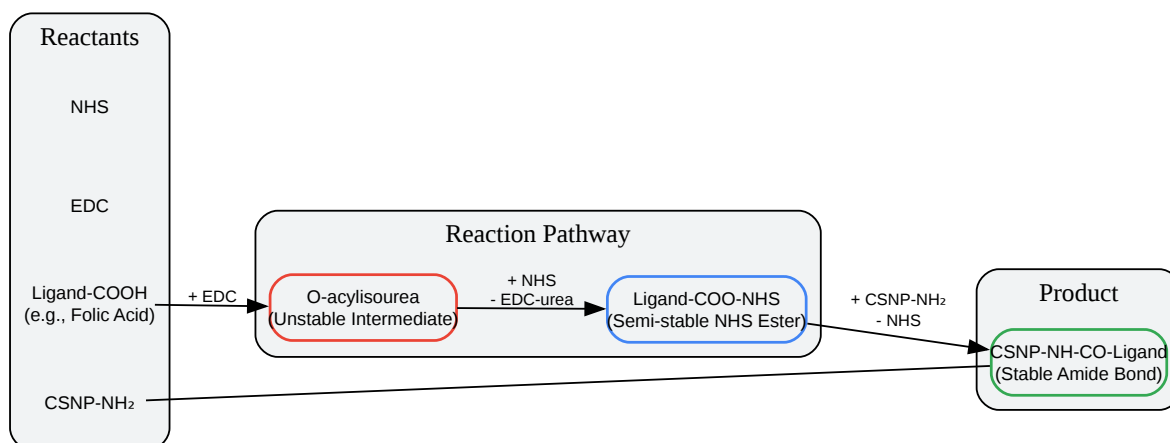 Reactants
NHS
EDC
Ligand-COOH
(e.g., Folic Acid)
CSNP-NH₂
+ EDC
Reaction Pathway
O-acylisourea
(Unstable Intermediate)
+ NHS
- EDC-urea
Ligand-COO-NHS
(Semi-stable NHS Ester)
+ CSNP-NH₂
- NHS
Product
CSNP-NH-CO-Ligand
(Stable Amide Bond)